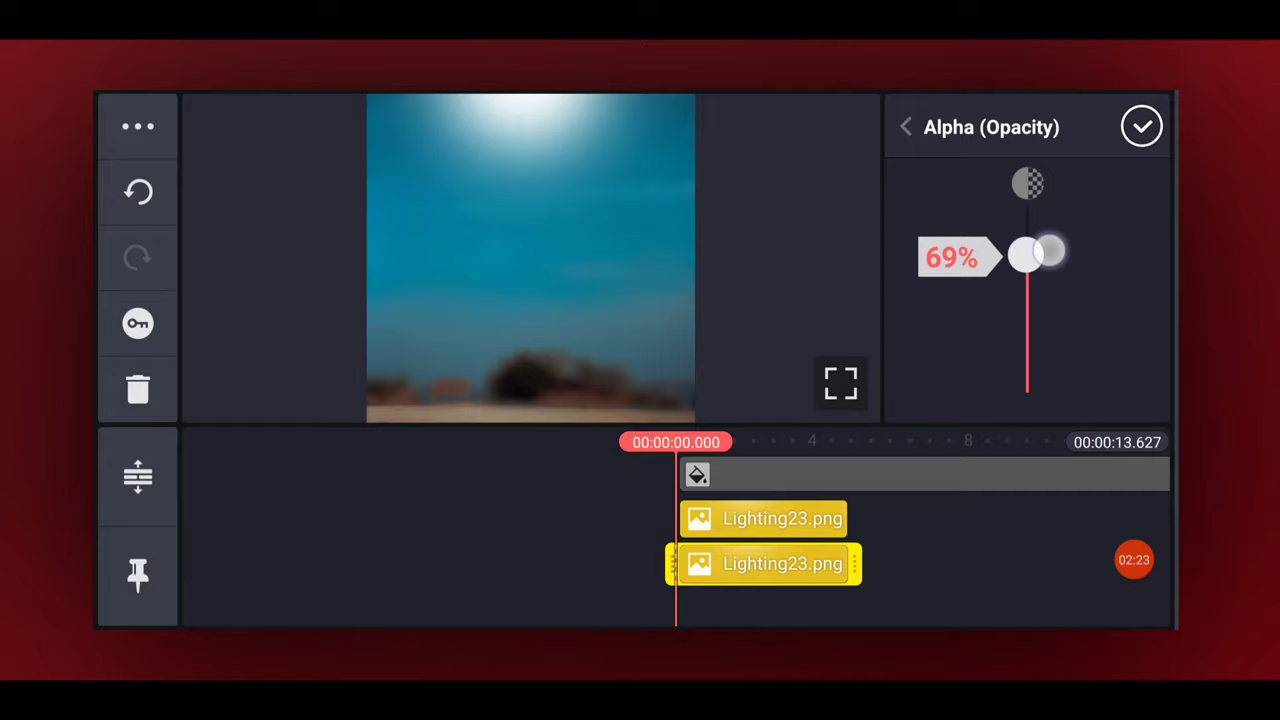 Alpha (Opacity)
69%
00:00:00.000
4
8
00:00:13.627
Lighting23.png
Lighting23.png
02:23